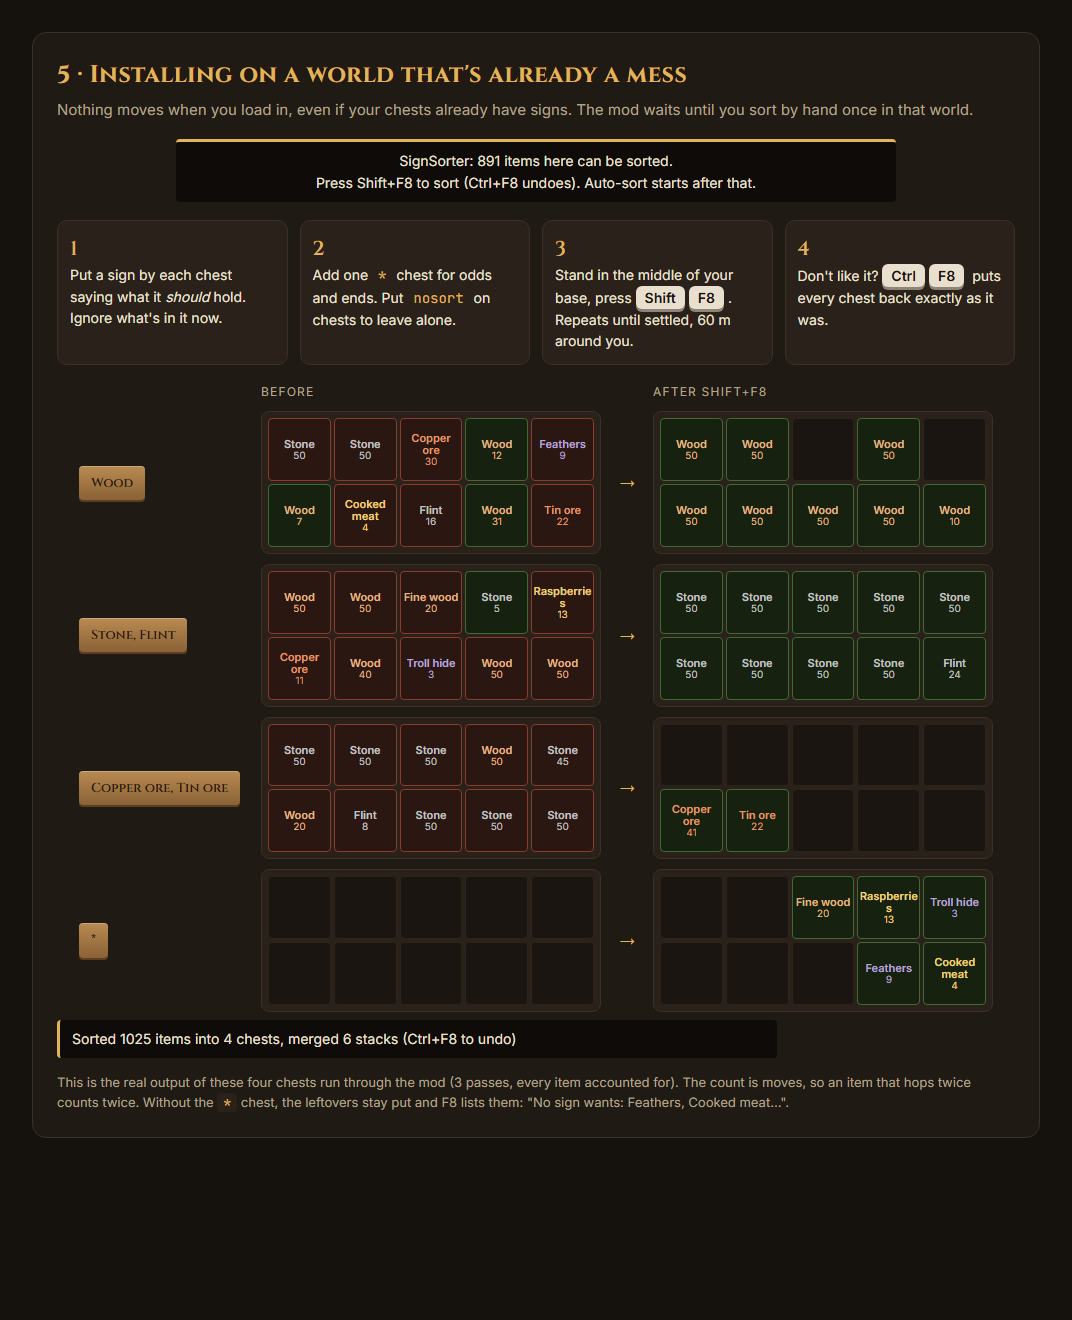 5 · Installing on a world that's already a mess
Nothing moves when you load in, even if your chests already have signs. The mod waits until you sort by hand once in that world.
SignSorter: 891 items here can be sorted.
Press Shift+F8 to sort (Ctrl+F8 undoes). Auto-sort starts after that.
1
Put a sign by each chest
saying what it should hold.
Ignore what's in it now.
2
Add one * chest for odds
and ends. Put nosort on
chests to leave alone.
3
Stand in the middle of your
base, press Shift F8 .
Repeats until settled, 60 m
around you.
4
Don't like it? Ctrl F8 puts
every chest back exactly as it
was.
BEFORE
AFTER SHIFT+F8
Wood
Stone
50
Stone
50
Copper
ore
30
Wood
12
Feathers
9
Wood
7
Cooked
meat
4
Flint
16
Wood
31
Tin ore
22
→
Wood
50
Wood
50
Wood
50
Wood
50
Wood
50
Wood
50
Wood
50
Wood
10
Stone, Flint
Wood
50
Wood
50
Fine wood
20
Stone
5
Raspberrie
s
13
Copper
ore
11
Wood
40
Troll hide
3
Wood
50
Wood
50
→
Stone
50
Stone
50
Stone
50
Stone
50
Stone
50
Stone
50
Stone
50
Stone
50
Stone
50
Flint
24
Copper ore, Tin ore
Stone
50
Stone
50
Stone
50
Wood
50
Stone
45
Wood
20
Flint
8
Stone
50
Stone
50
Stone
50
→
Copper
ore
41
Tin ore
22
*
→
Fine wood
20
Raspberrie
s
13
Troll hide
3
Feathers
9
Cooked
meat
4
Sorted 1025 items into 4 chests, merged 6 stacks (Ctrl+F8 to undo)
This is the real output of these four chests run through the mod (3 passes, every item accounted for). The count is moves, so an item that hops twice
counts twice. Without the * chest, the leftovers stay put and F8 lists them: "No sign wants: Feathers, Cooked meat...".